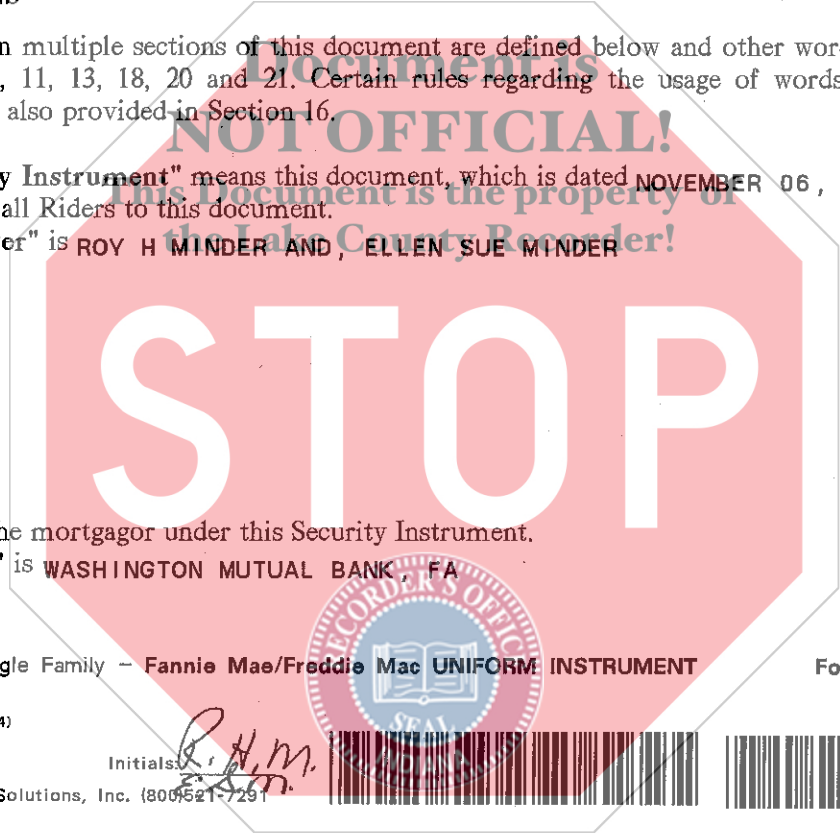 n multiple sections of this document are defined below and other wor
, 11, 13, 18, 20 and 21. Certain rules regarding the usage of words
also provided in Section 16.
Document is
NOT OFFICIAL!
This Document is the property of
the Lake County Recorder!
y Instrument" means this document, which is dated NOVEMBER 06,
all Riders to this document.
er" is ROY H MINDER AND, ELLEN SUE MINDER
STOP
he mortgagor under this Security Instrument.
" is WASHINGTON MUTUAL BANK, FA
RECORDER'S OFFIC
SEAL
INDIANA
gle Family - Fannie Mae/Freddie Mac UNIFORM INSTRUMENT Fo
4)
Initials: R.H.M.
E.S.M.
Solutions, Inc. (800)521-7291